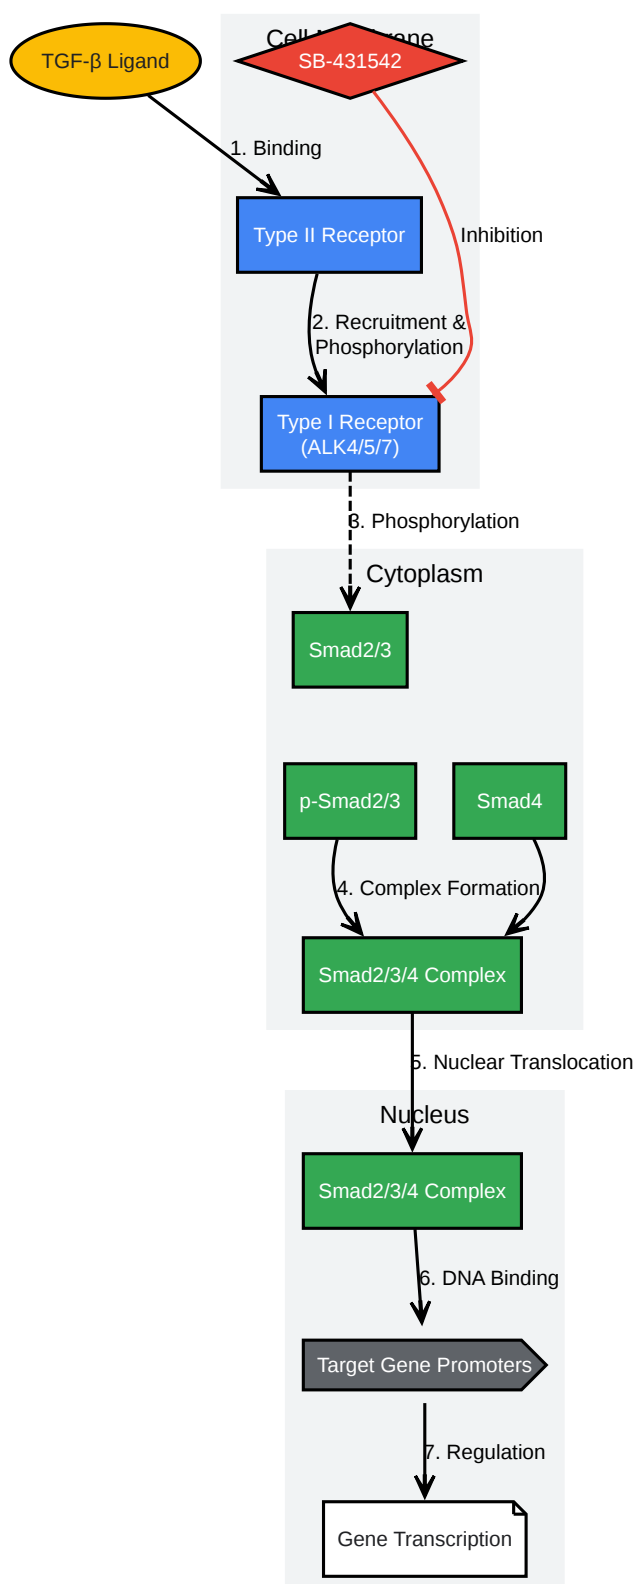 Cell Membrane
TGF-β Ligand
SB-431542
1. Binding
Type II Receptor
Inhibition
2. Recruitment &
Phosphorylation
Type I Receptor
(ALK4/5/7)
3. Phosphorylation
Cytoplasm
Smad2/3
p-Smad2/3
Smad4
4. Complex Formation
Smad2/3/4 Complex
5. Nuclear Translocation
Nucleus
Smad2/3/4 Complex
6. DNA Binding
Target Gene Promoters
7. Regulation
Gene Transcription